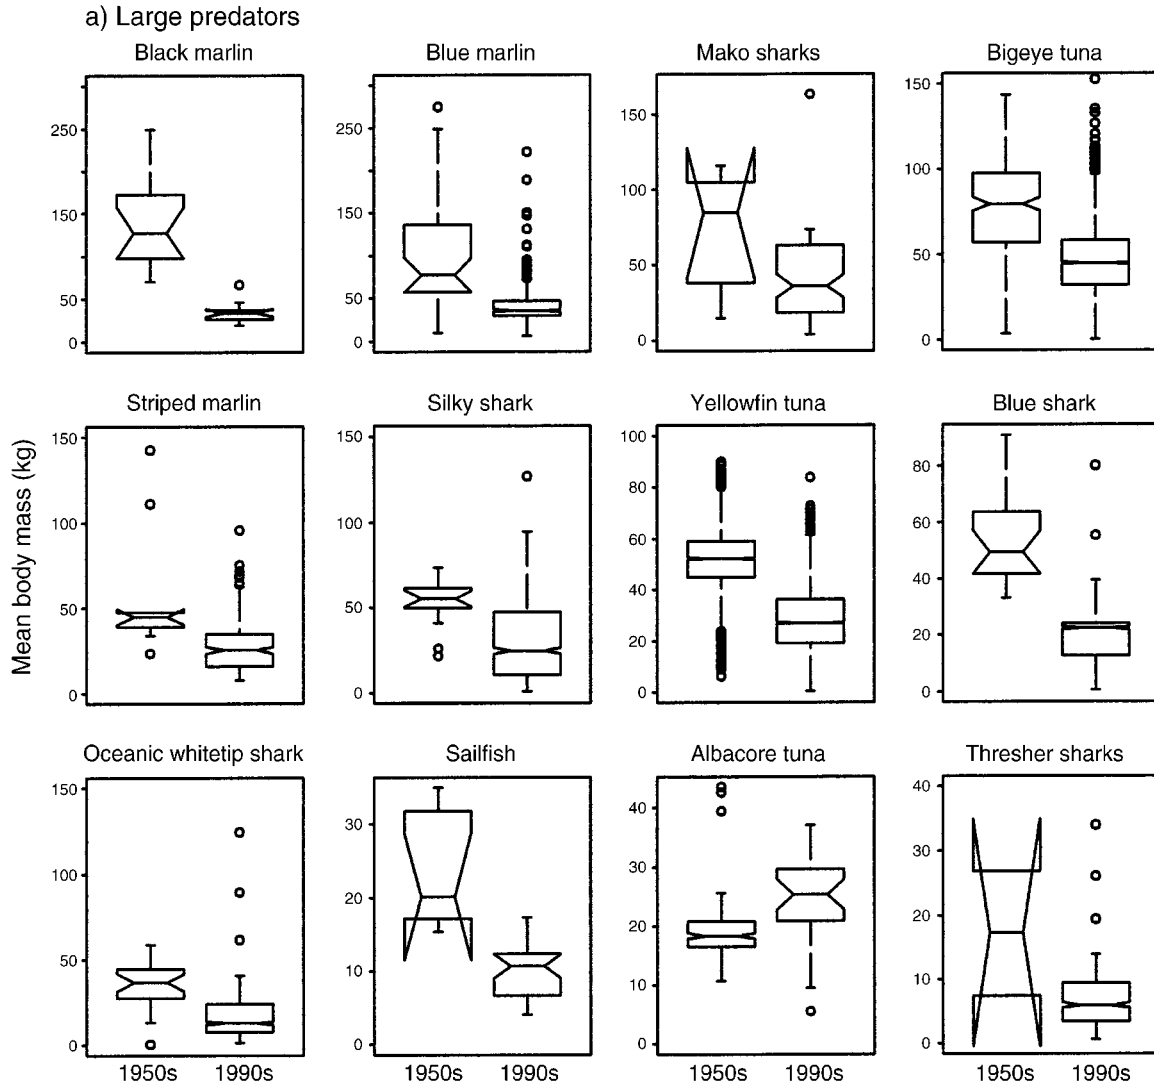 a) Large predators
Black marlin
Blue marlin
Mako sharks
Bigeye tuna
250
150
50
0
250
150
50
0
150
100
50
0
150
100
50
0
Mean body mass (kg)
Striped marlin
Silky shark
Yellowfin tuna
Blue shark
150
100
50
0
150
100
50
0
100
80
60
40
20
0
80
60
40
20
0
Oceanic whitetip shark
Sailfish
Albacore tuna
Thresher sharks
150
100
50
0
30
20
10
0
40
30
20
10
0
40
30
20
10
0
1950s 1990s
1950s 1990s
1950s 1990s
1950s 1990s